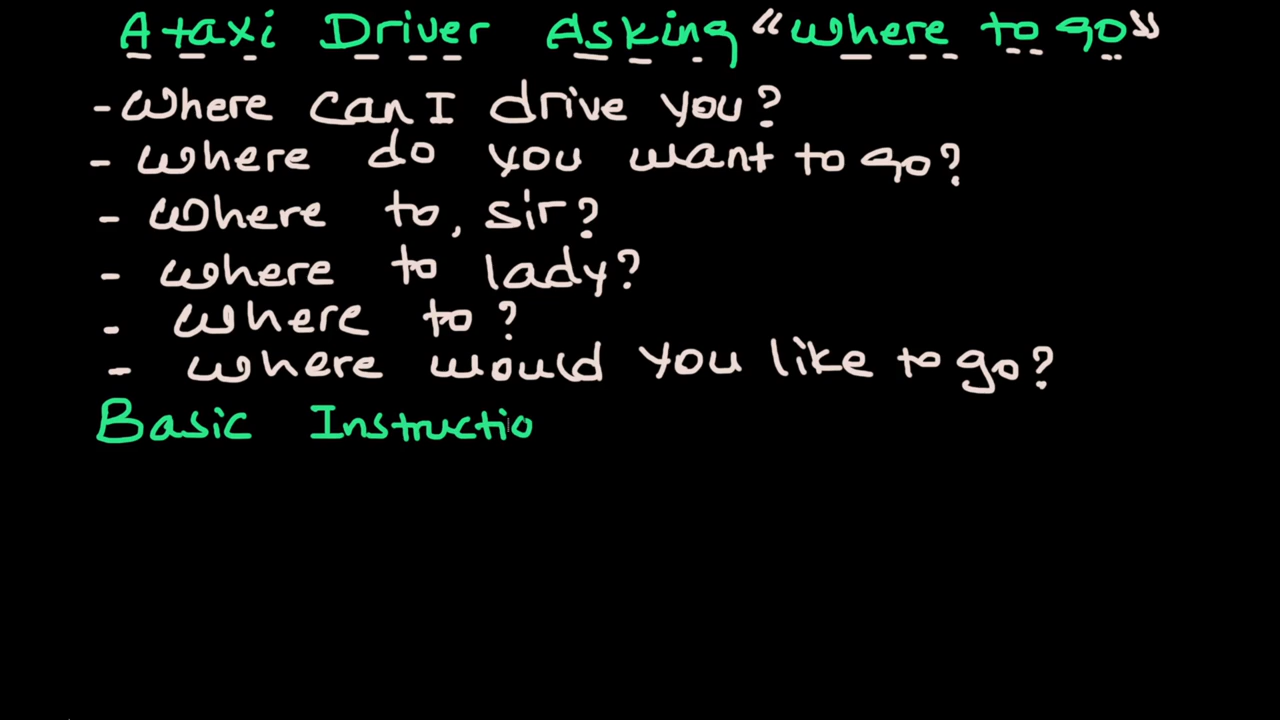 A taxi Driver Asking "where to go"
- Where can I drive you?
- Where do you want to go?
- Where to, sir?
- where to lady?
- where to?
- where would you like to go?
Basic Instructio